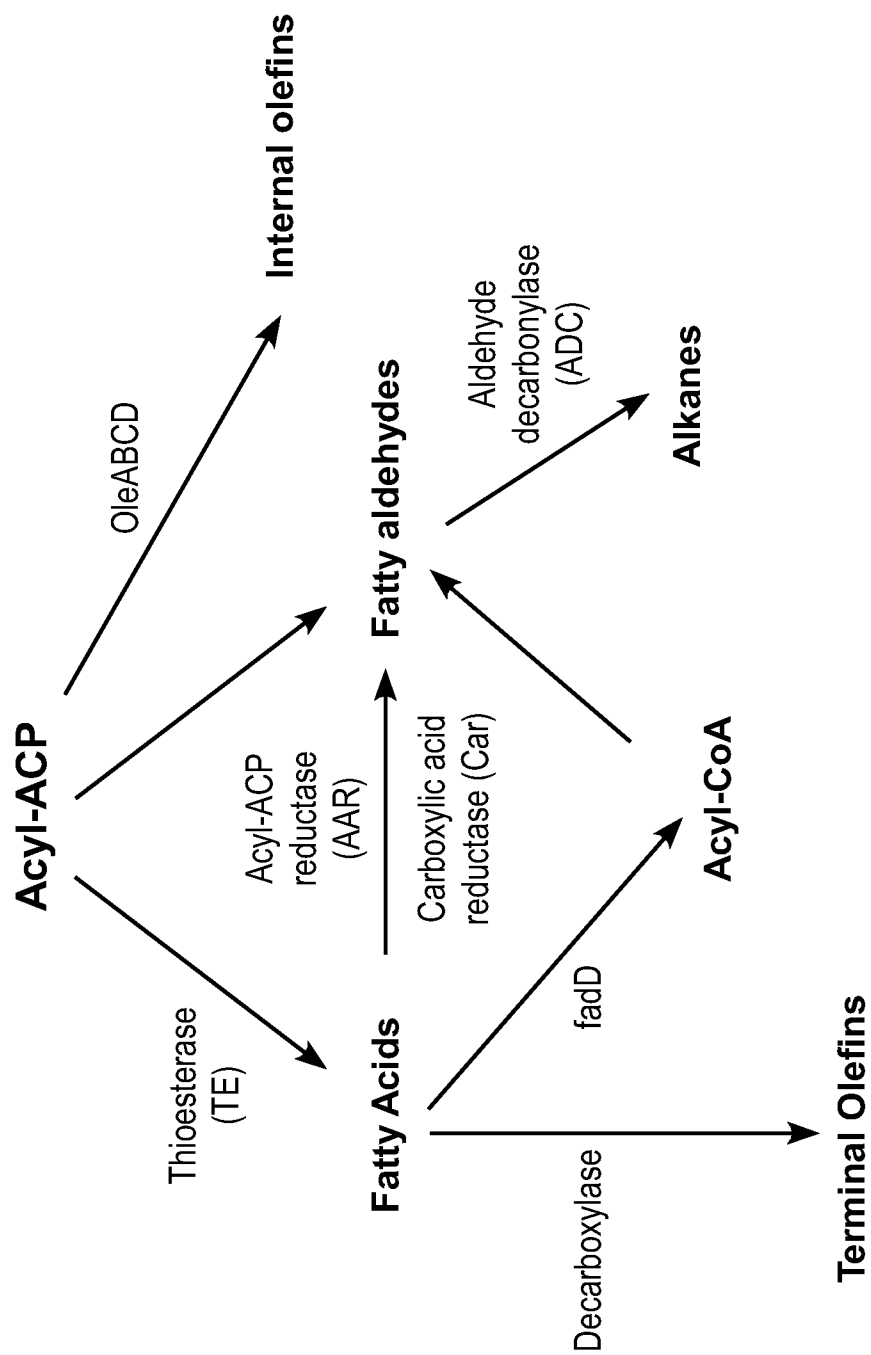 Acyl-ACP
OleABCD
Internal olefins
Thioesterase
(TE)
Acyl-ACP
reductase
(AAR)
Fatty Acids
Fatty aldehydes
Carboxylic acid
reductase (Car)
Aldehyde
decarbonylase
(ADC)
Decarboxylase
fadD
Acyl-CoA
Alkanes
Terminal Olefins